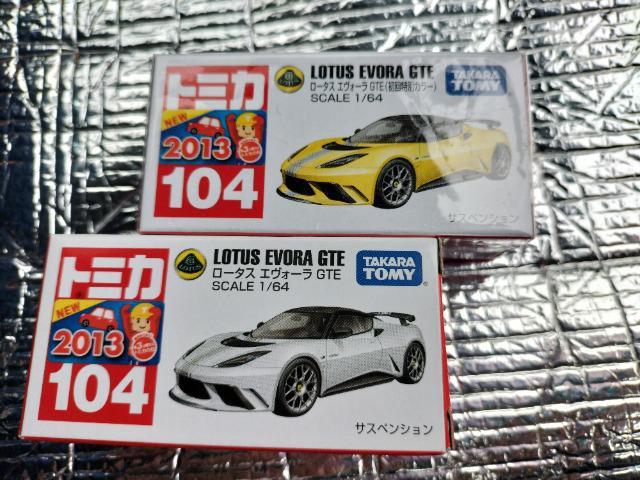 トミカ
NEW
2013
104
LOTUS EVORA GTE
ロータス エヴォーラ GTE (初回特別カラー)
SCALE 1/64
TAKARA
TOMY
サスペンション
トミカ
NEW
2013
104
LOTUS EVORA GTE
ロータス エヴォーラ GTE
SCALE 1/64
TAKARA
TOMY
サスペンション